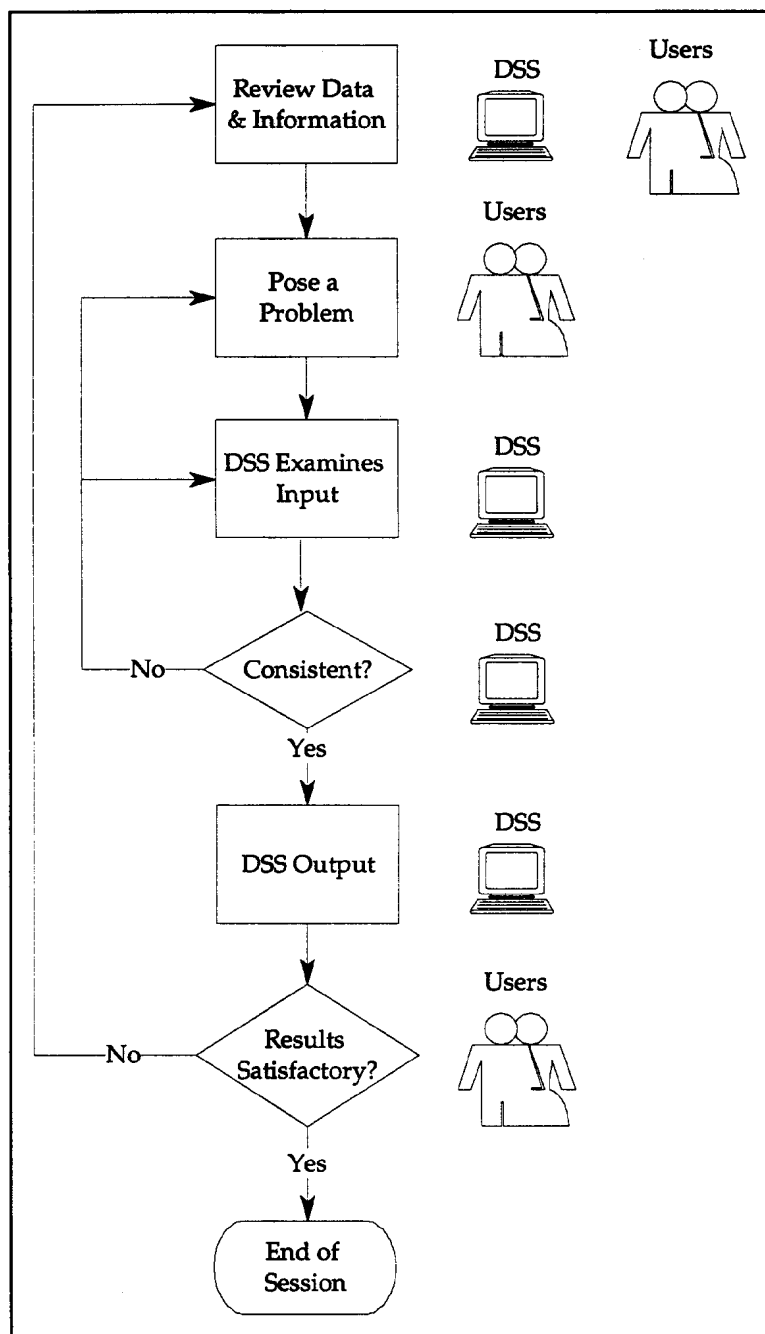 Users
DSS
Review Data
& Information
Users
Pose a
Problem
DSS
DSS Examines
Input
DSS
No
Consistent?
Yes
DSS
DSS Output
Users
Results
No
Satisfactory?
Yes
End of
Session